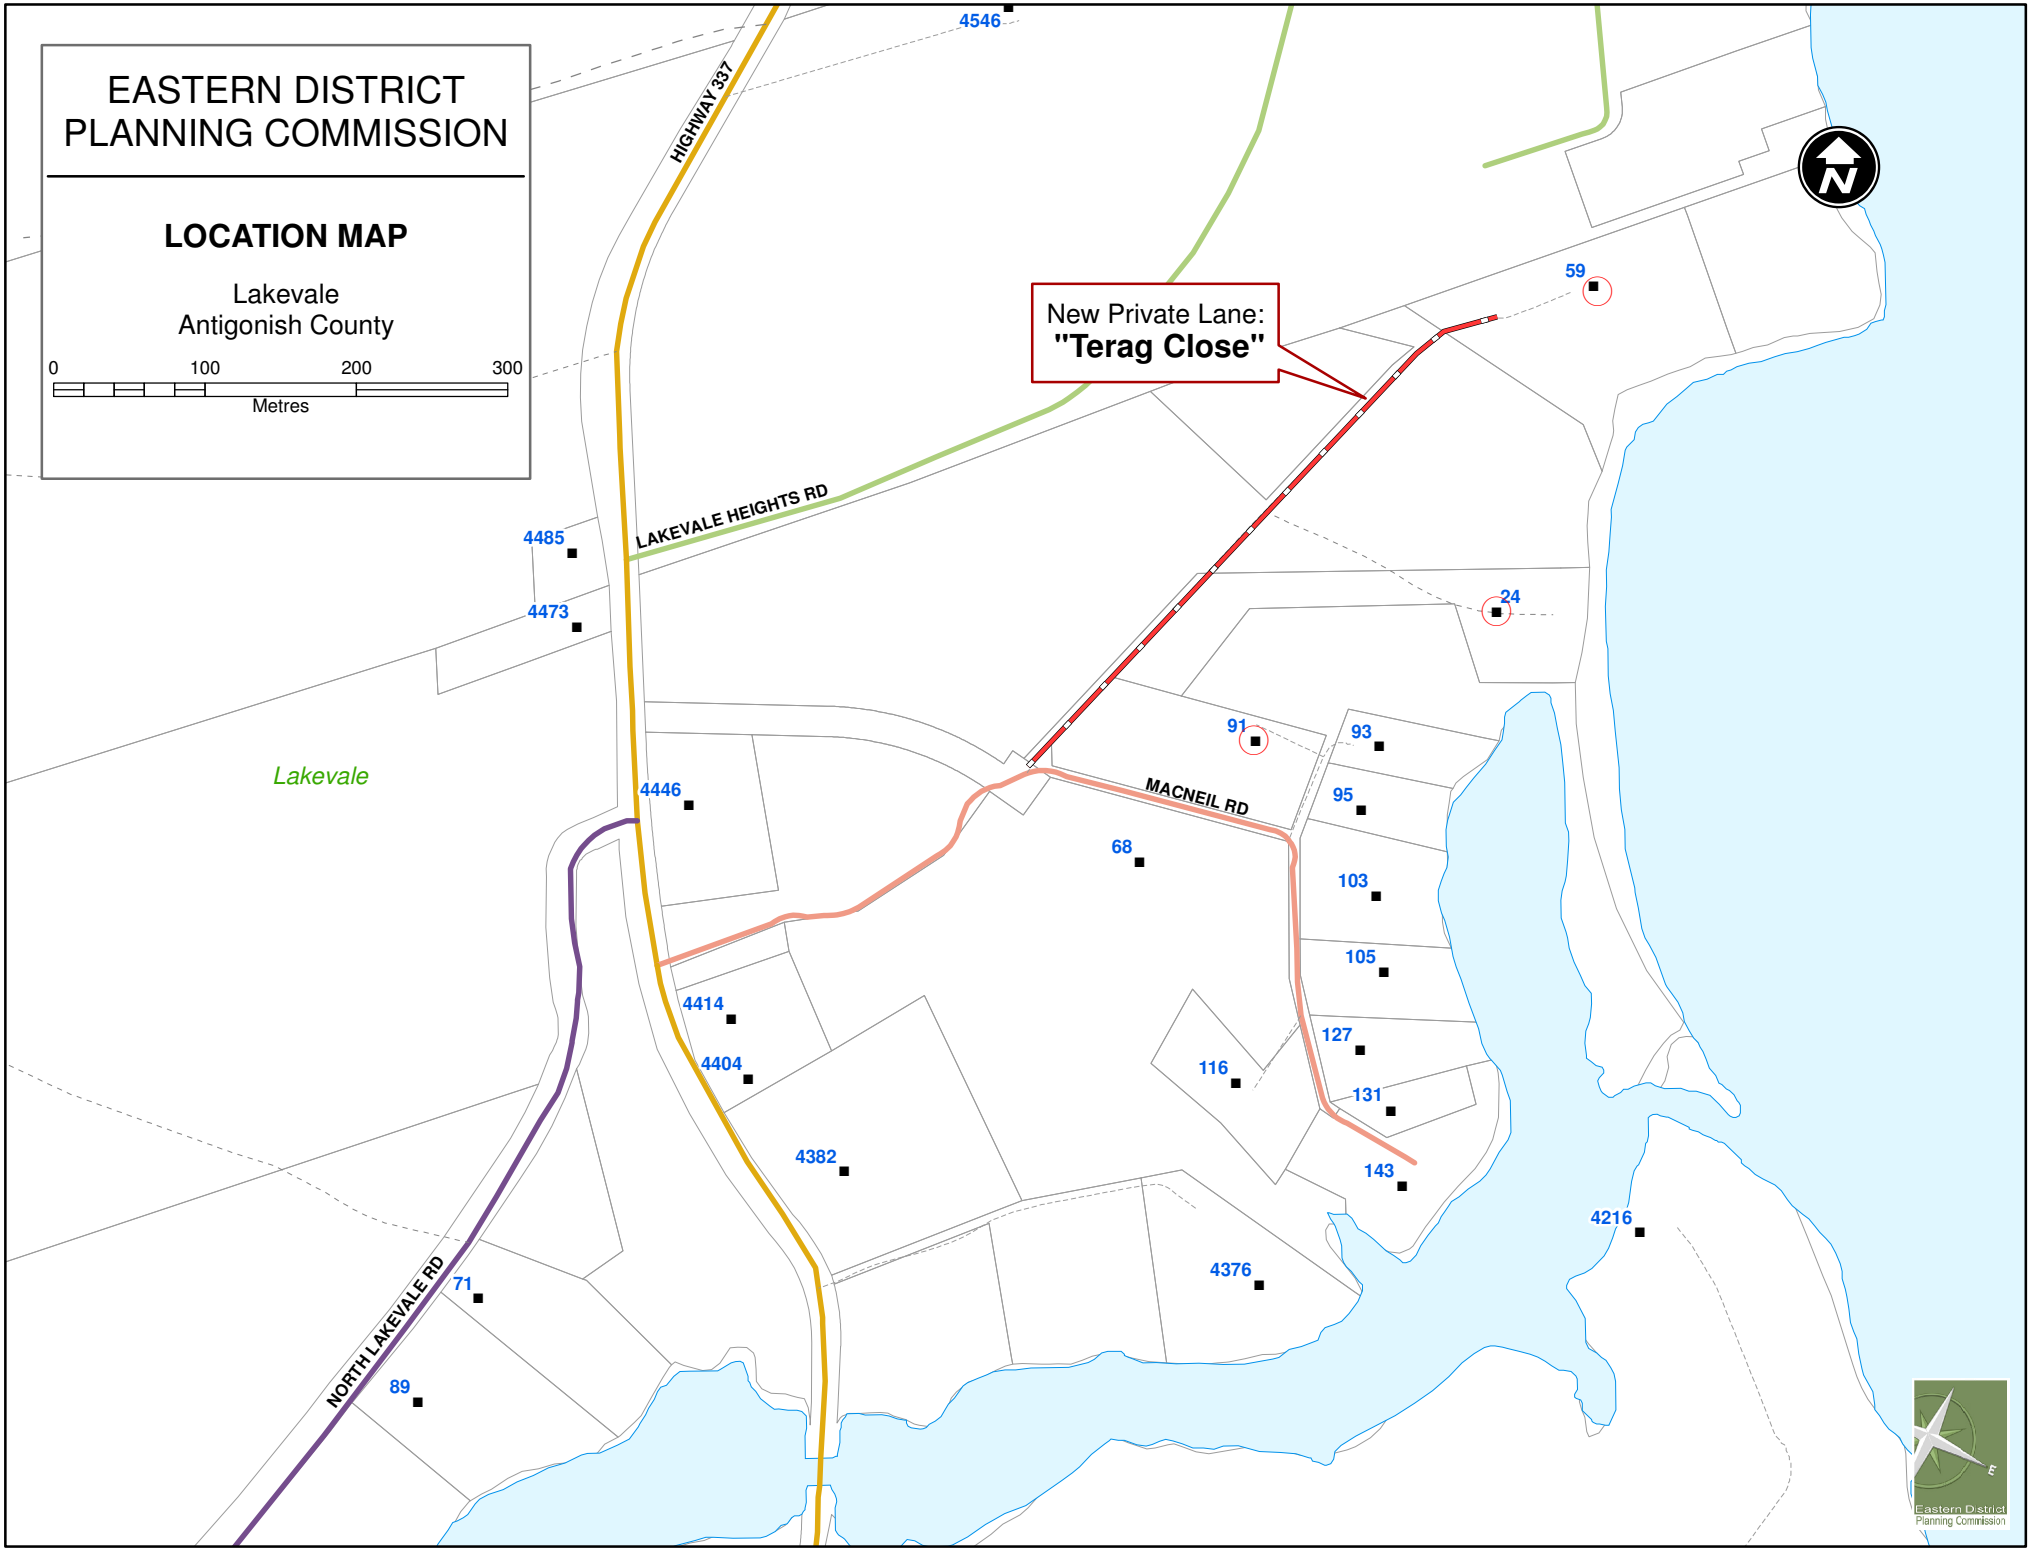 EASTERN DISTRICT
PLANNING COMMISSION
LOCATION MAP
Lakevale
Antigonish County
0 100 200 300
Metres
4546
HIGHWAY 337
N
59
New Private Lane:
"Terag Close"
LAKEVALE HEIGHTS RD
4485
4473
24
91
93
Lakevale
4446
MACNEIL RD
95
68
103
105
4414
127
4404
116
131
4382
143
4216
4376
71
NORTH LAKEVALE RD
89
E
Eastern District
Planning Commission